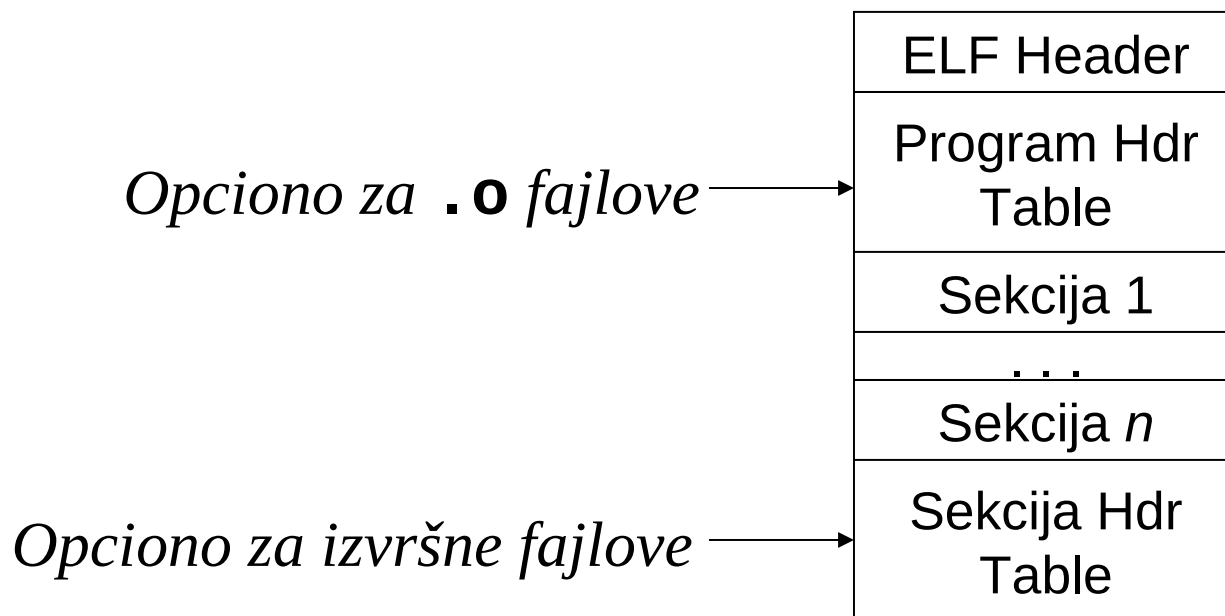 ELF Header
Program Hdr
Table
Opciono za .o fajlove
Sekcija 1
...
Sekcija n
Sekcija Hdr
Table
Opciono za izvršne fajlove